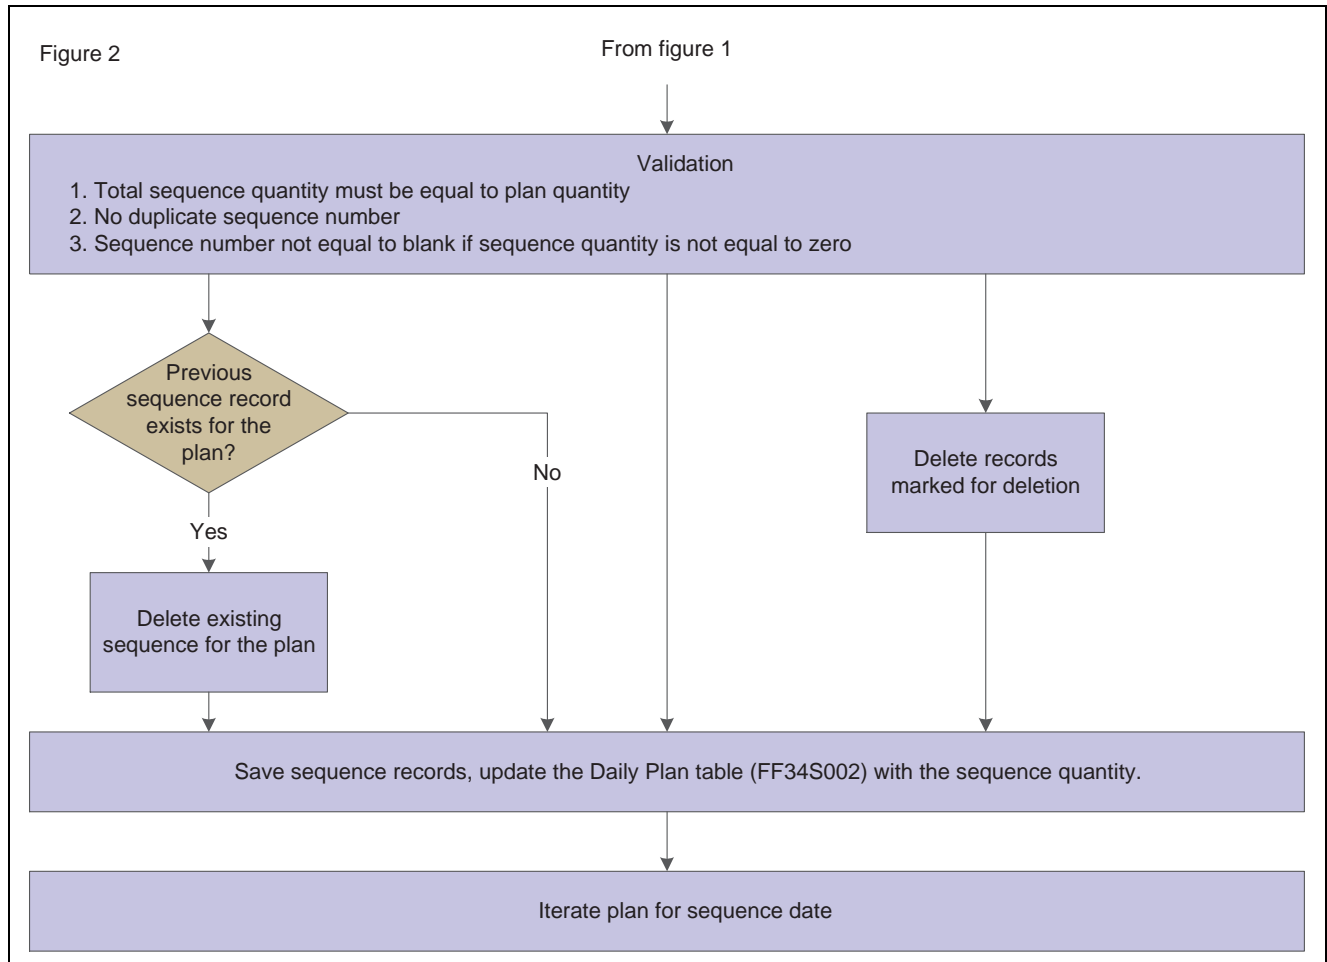 Figure 2
From figure 1
Validation
1. Total sequence quantity must be equal to plan quantity
2. No duplicate sequence number
3. Sequence number not equal to blank if sequence quantity is not equal to zero
Previous
sequence record
exists for the
plan?
No
Delete records
marked for deletion
Yes
Delete existing
sequence for the plan
Save sequence records, update the Daily Plan table (FF34S002) with the sequence quantity.
Iterate plan for sequence date